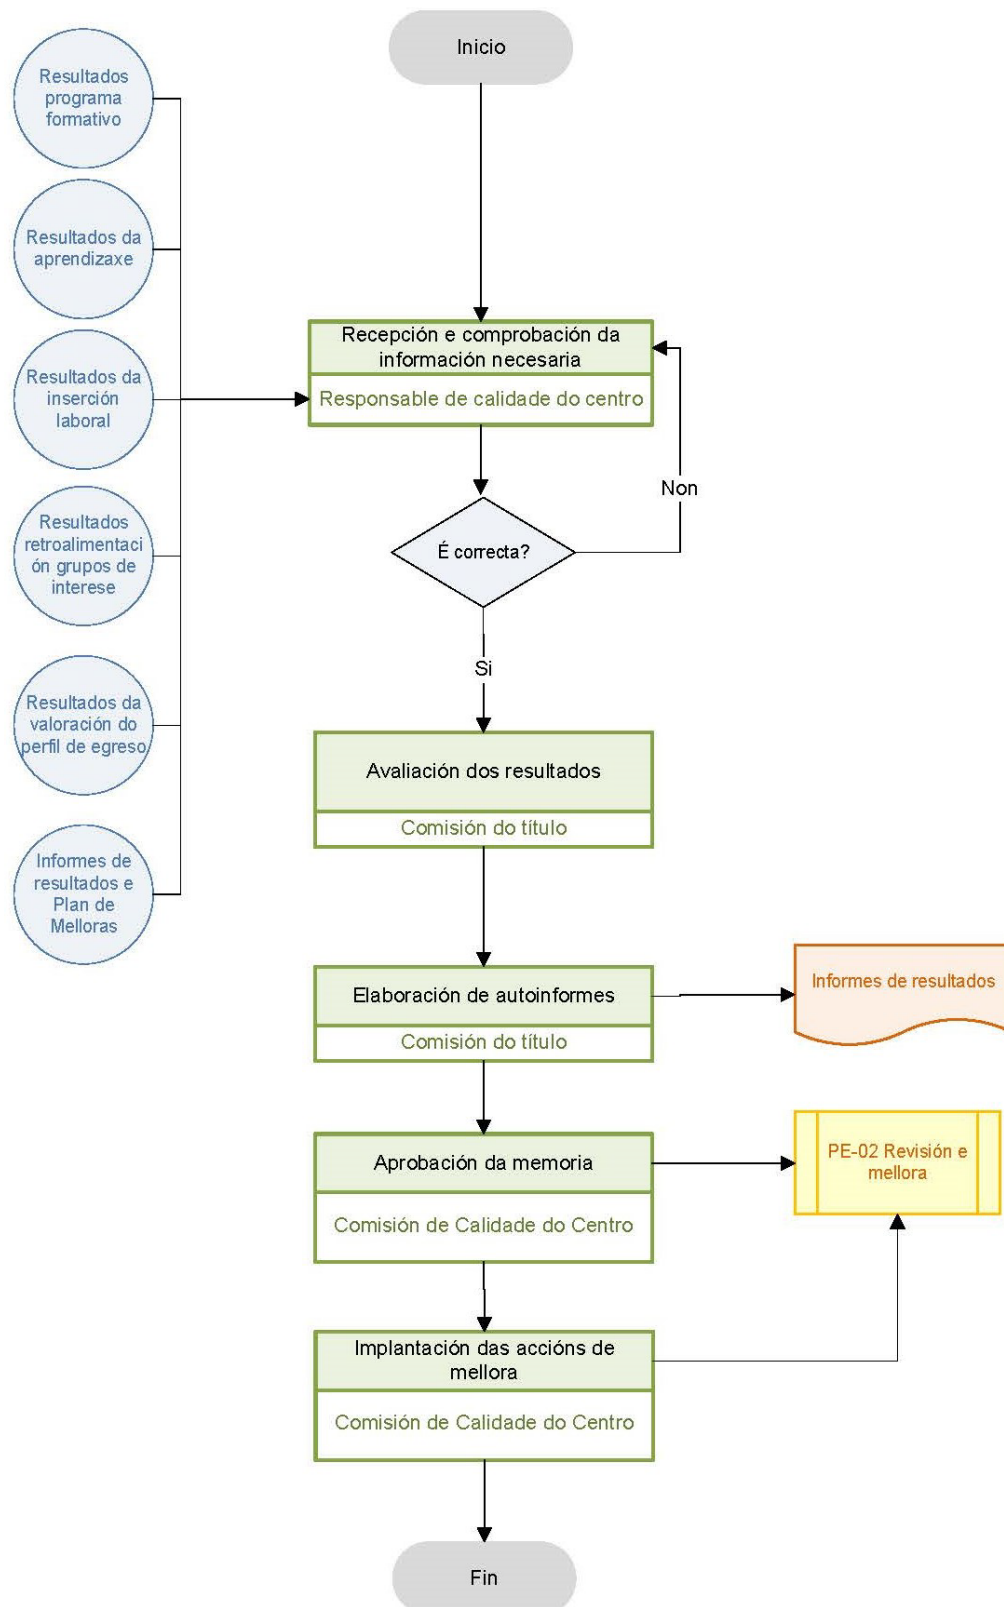 Inicio
Resultados
programa
formativo
Resultados da
aprendizaxe
Resultados da
inserción
laboral
Resultados
retroalimentaci
ón grupos de
interese
Resultados da
valoración do
perfil de egreso
Informes de
resultados e
Plan de
Melloras
Recepción e comprobación da
información necesaria
Responsable de calidade do centro
É correcta?
Non
Si
Avaliación dos resultados
Comisión do título
Elaboración de autoinformes
Comisión do título
Informes de resultados
Aprobación da memoria
Comisión de Calidade do Centro
PE-02 Revisión e
mellora
Implantación das accións de
mellora
Comisión de Calidade do Centro
Fin